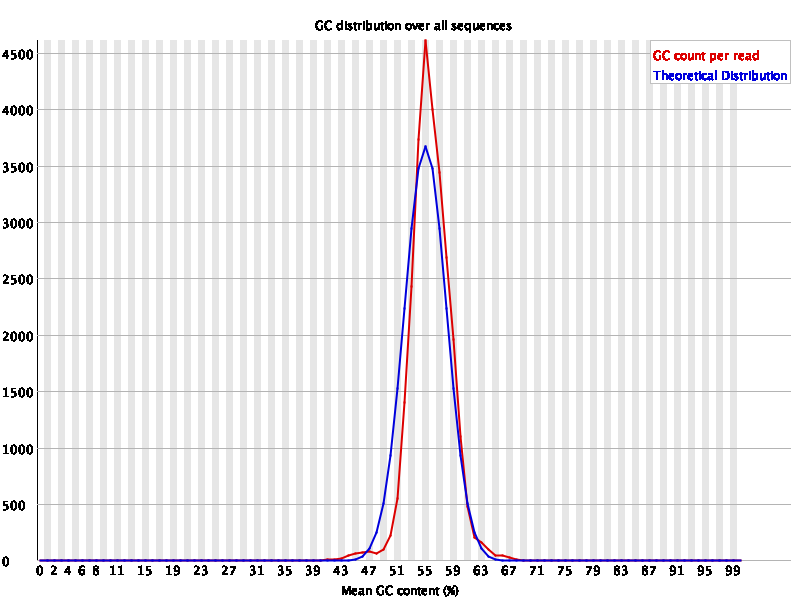 GC distribution over all sequences
GC count per read
Theoretical Distribution
4500
4000
3500
3000
2500
2000
1500
1000
500
0
0 2 4 6 8 11 15 19 23 27 31 35 39 43 47 51 55 59 63 67 71 75 79 83 87 91 95 99
Mean GC content (%)